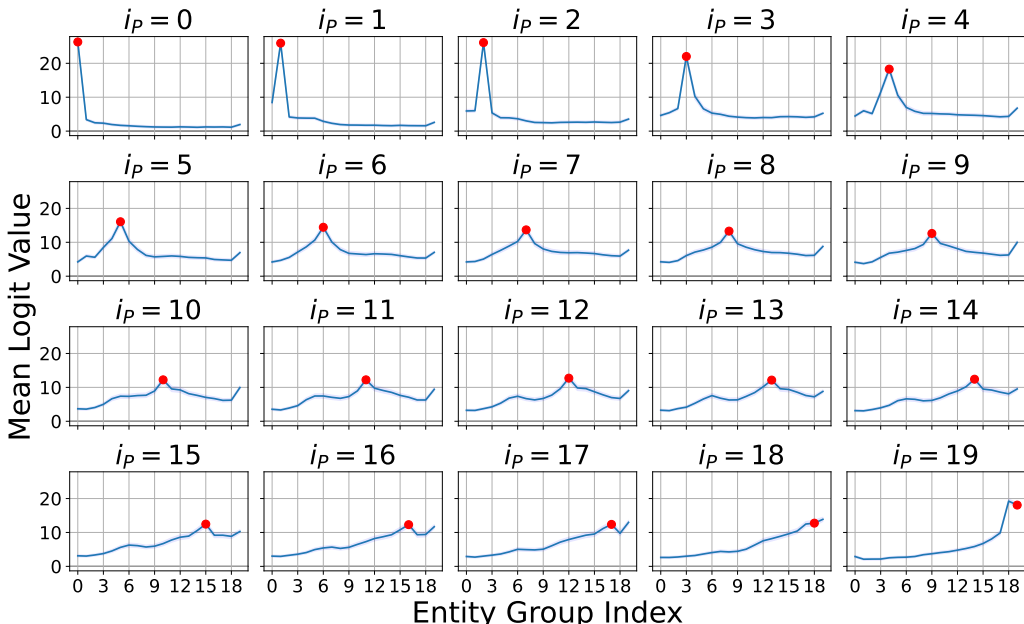 i_P = 0 i_P = 1 i_P = 2 i_P = 3 i_P = 4
20
10
0
i_P = 5 i_P = 6 i_P = 7 i_P = 8 i_P = 9
20
10
0
Mean Logit Value
i_P = 10 i_P = 11 i_P = 12 i_P = 13 i_P = 14
20
10
0
i_P = 15 i_P = 16 i_P = 17 i_P = 18 i_P = 19
20
10
0
0 3 6 9 12 15 18 0 3 6 9 12 15 18 0 3 6 9 12 15 18 0 3 6 9 12 15 18 0 3 6 9 12 15 18
Entity Group Index